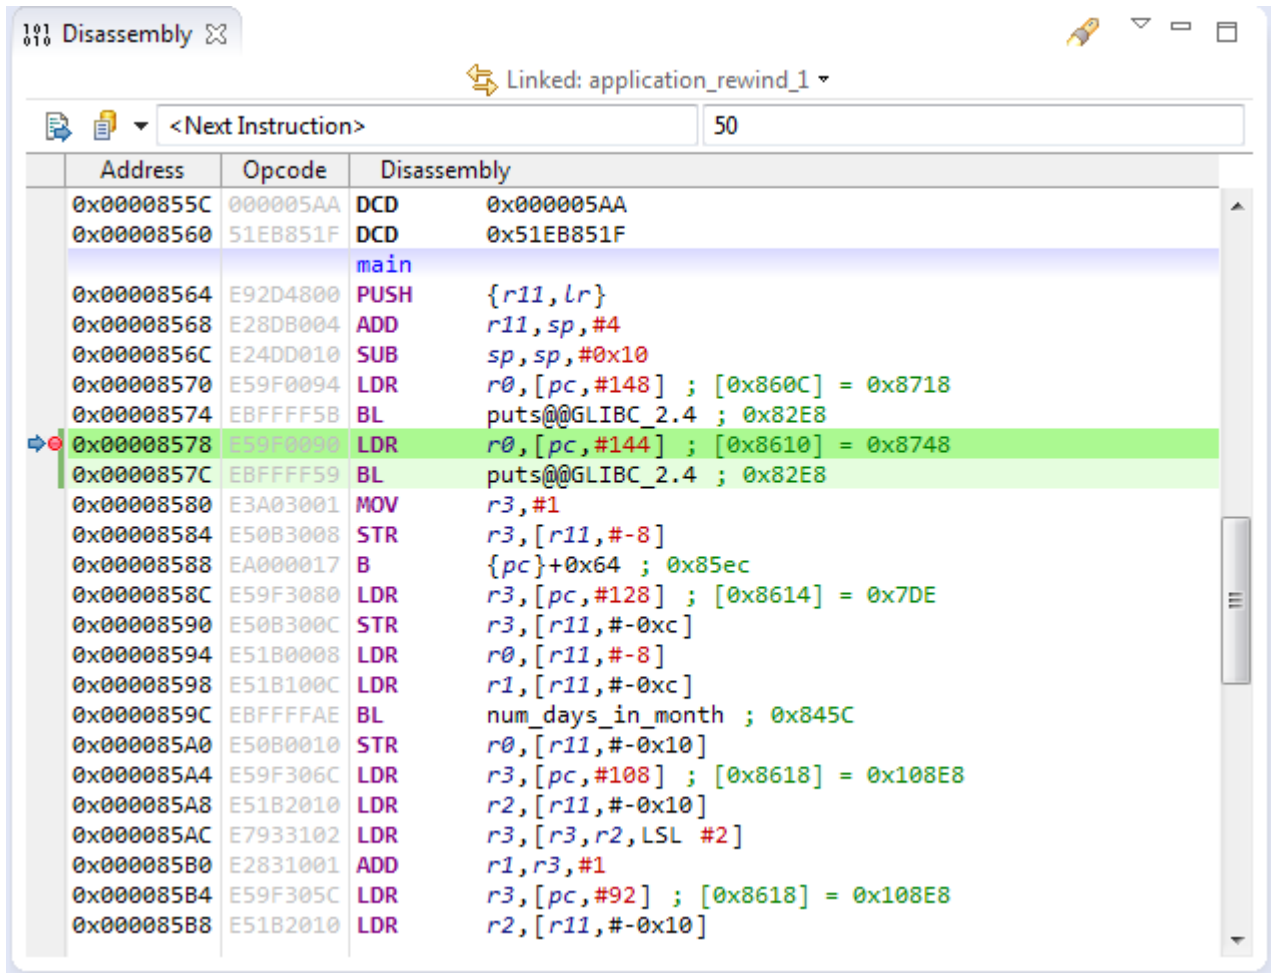 Disassembly
Linked: application_rewind_1
<Next Instruction> 50
Address Opcode Disassembly
0x0000855C 000005AA DCD 0x000005AA
0x00008560 51EB851F DCD 0x51EB851F
main
0x00008564 E92D4800 PUSH {r11,lr}
0x00008568 E28DB004 ADD r11,sp,#4
0x0000856C E24DD010 SUB sp,sp,#0x10
0x00008570 E59F0094 LDR r0,[pc,#148] ; [0x860C] = 0x8718
0x00008574 EBFFFF5B BL puts@@GLIBC_2.4 ; 0x82E8
0x00008578 E59F0090 LDR r0,[pc,#144] ; [0x8610] = 0x8748
0x0000857C EBFFFF59 BL puts@@GLIBC_2.4 ; 0x82E8
0x00008580 E3A03001 MOV r3,#1
0x00008584 E50B3008 STR r3,[r11,#-8]
0x00008588 EA000017 B {pc}+0x64 ; 0x85ec
0x0000858C E59F3080 LDR r3,[pc,#128] ; [0x8614] = 0x7DE
0x00008590 E50B300C STR r3,[r11,#-0xc]
0x00008594 E51B0008 LDR r0,[r11,#-8]
0x00008598 E51B100C LDR r1,[r11,#-0xc]
0x0000859C EBFFFFAE BL num_days_in_month ; 0x845C
0x000085A0 E50B0010 STR r0,[r11,#-0x10]
0x000085A4 E59F306C LDR r3,[pc,#108] ; [0x8618] = 0x108E8
0x000085A8 E51B2010 LDR r2,[r11,#-0x10]
0x000085AC E7933102 LDR r3,[r3,r2,LSL #2]
0x000085B0 E2831001 ADD r1,r3,#1
0x000085B4 E59F305C LDR r3,[pc,#92] ; [0x8618] = 0x108E8
0x000085B8 E51B2010 LDR r2,[r11,#-0x10]